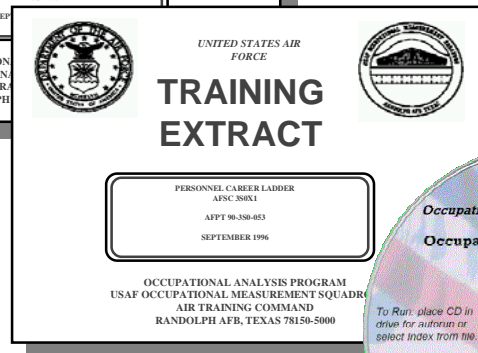 UNITED STATES AIR
FORCE
TRAINING
EXTRACT
PERSONNEL CAREER LADDER
AFSC 3S0X1
AFPT 90-3S0-053
SEPTEMBER 1996
OCCUPATIONAL ANALYSIS PROGRAM
USAF OCCUPATIONAL MEASUREMENT SQUADR
AIR TRAINING COMMAND
RANDOLPH AFB, TEXAS 78150-5000
Occupati
Occupa
To Run: place CD in
drive for autorun or
select Index from file.